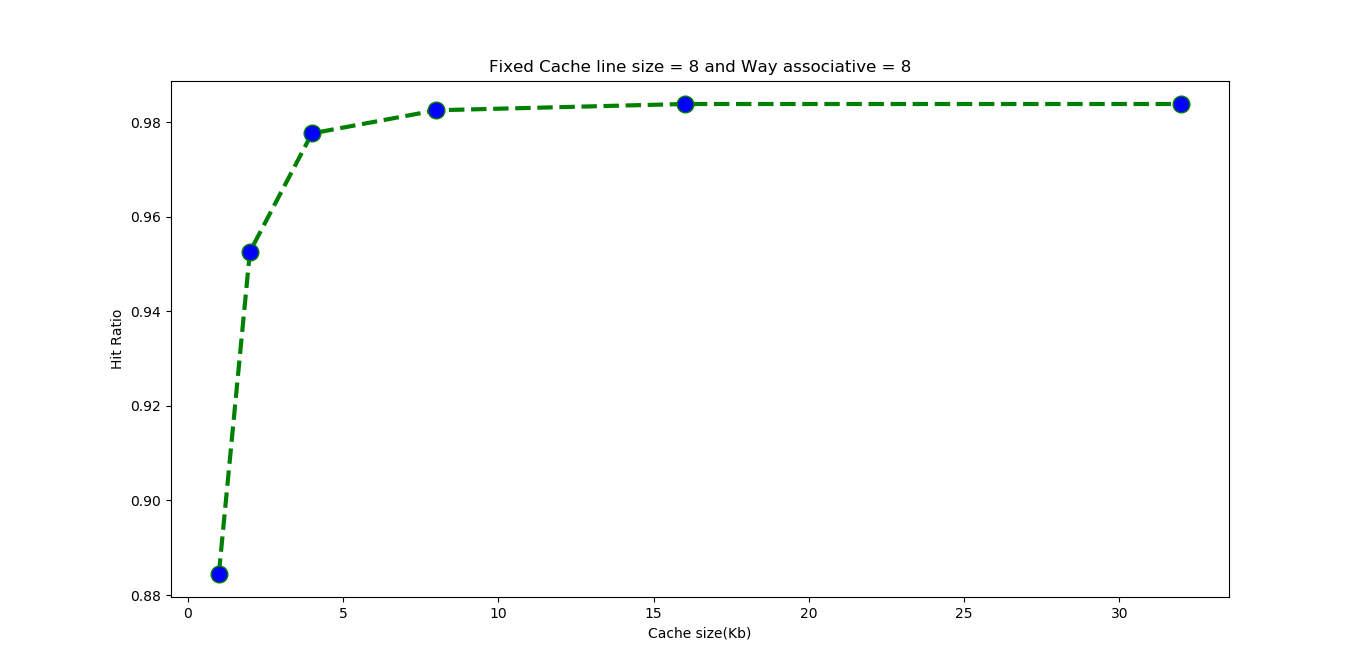 Fixed Cache line size = 8 and Way associative = 8
0.98
0.96
0.94
0.92
0.90
0.88
Hit Ratio
0 5 10 15 20 25 30
Cache size(Kb)